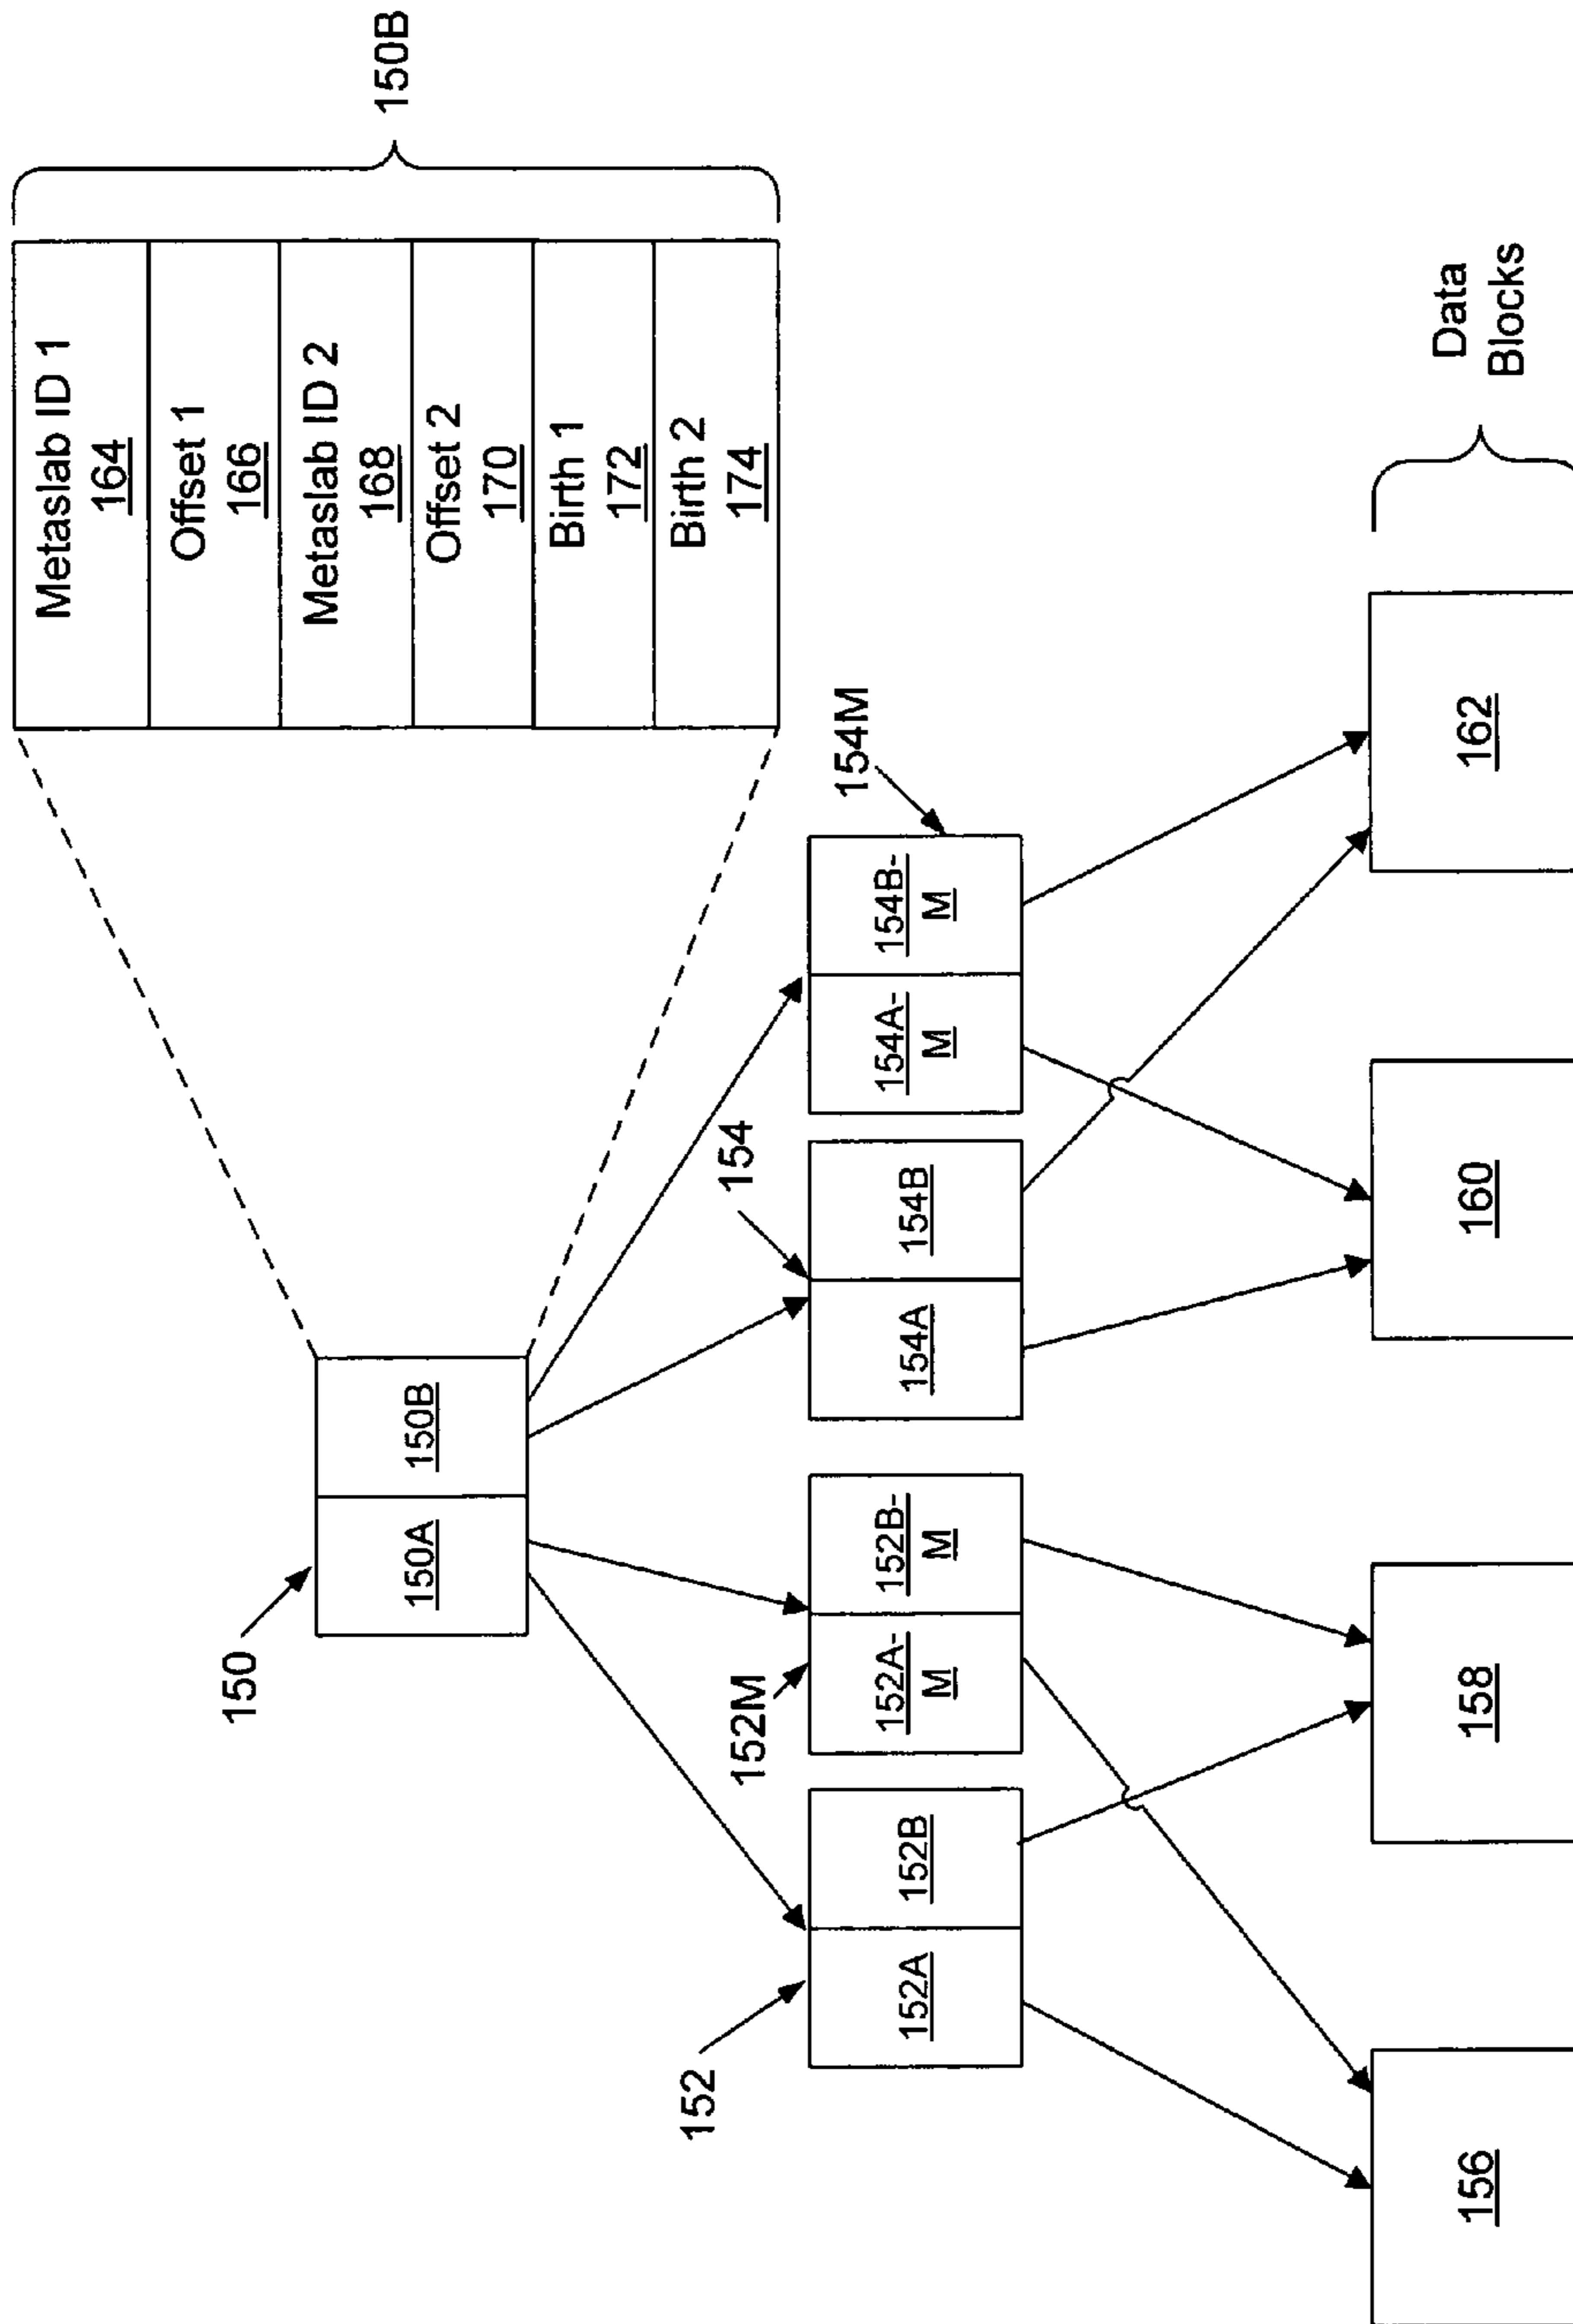 Metaslab ID 1
164
Offset 1
166
Metaslab ID 2
168
Offset 2
170
Birth 1
172
Birth 2
174
150B
150
150A
150B
152
152M
154
154M
152A
152B
152A-
M
152B-
M
154A
154B
154A-
M
154B-
M
156
158
160
162
Data
Blocks